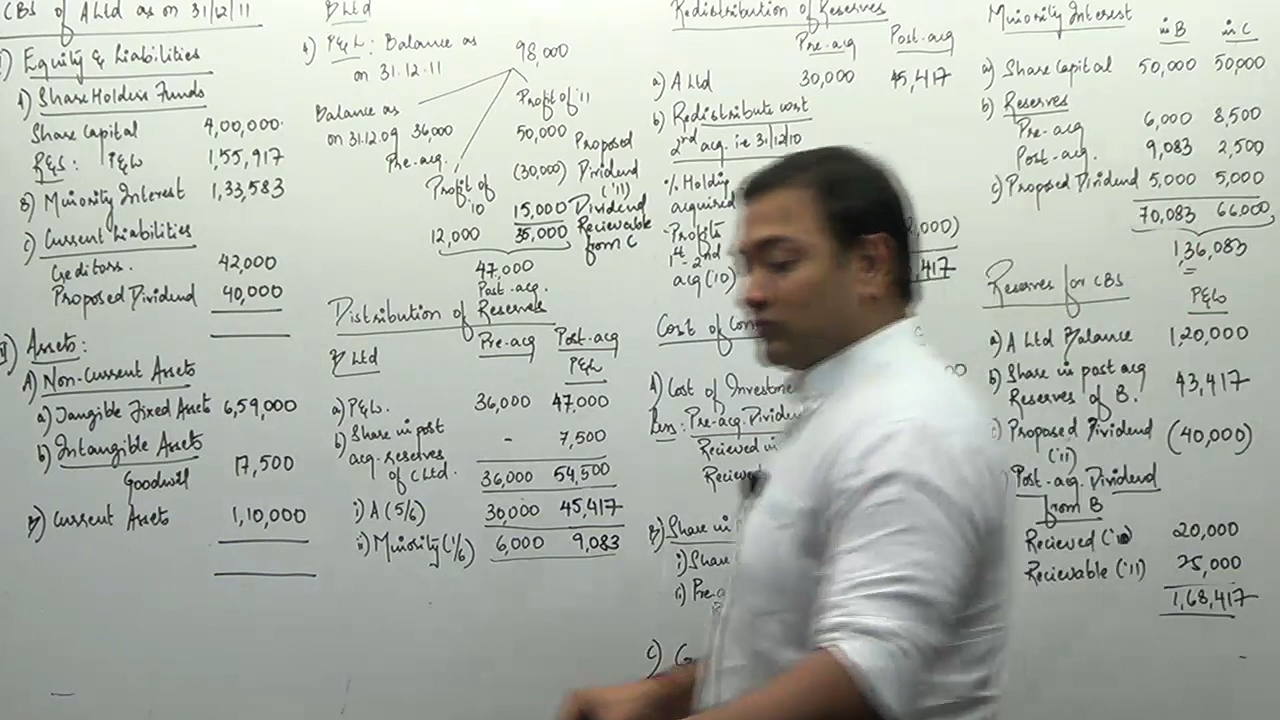 CBS of A Ltd as on 31/12/11
I) Equity & Liabilities
A) Share Holders Funds
Share Capital 4,00,000
R&S: P&L 1,55,917
B) Minority Interest 1,33,583
C) Current Liabilities
Creditors. 42,000
Proposed Dividend 40,000
II) Assets:
A) Non-Current Assets
a) Tangible Fixed Assets 6,59,000
b) Intangible Assets
Goodwill 17,500
B) Current Assets 1,10,000
B Ltd
b) P&L: Balance as 98,000
on 31.12.11
Balance as
on 31.12.09 36,000
Pre-acq.
Profit of '11
50,000
(30,000) Proposed Dividend ('11)
15,000 Dividend Recievable from C
35,000
Profit of '10
12,000
47,000
Post-acq.
Distribution of Reserves
B Ltd Pre-acq Post-acq
P&L
a) P&L. 36,000 47,000
b) Share in post - 7,500
acq. reserves
of C Ltd. 36,000 54,500
i) A (5/6) 30,000 45,417
ii) Minority (1/6) 6,000 9,083
Redistribution of Reserves
Pre-acq Post-acq
a) A Ltd 30,000 45,417
b) Redistribute wrt
2nd acq. ie 31/12/10
% Holding
acquired
Profits
1st - 2nd
acq ('10)
Cost of
A) Cost of Investment
Less: Pre-acq. Dividend
Recieved in
B) Share in
i) Share
ii) Pre-
C) G
Minority Interest
in B in C
a) Share Capital 50,000 50,000
b) Reserves
Pre-acq 6,000 8,500
Post-acq. 9,083 2,500
c) Proposed Dividend 5,000 5,000
70,083 66,000
1,36,083
Reserves for CBS
P&L
a) A Ltd Balance 1,20,000
b) Share in post acq 43,417
Reserves of B.
c) Proposed Dividend (40,000)
('11)
Post-acq. Dividend
from B
Recieved ('10) 20,000
Recievable ('11) 25,000
1,68,417